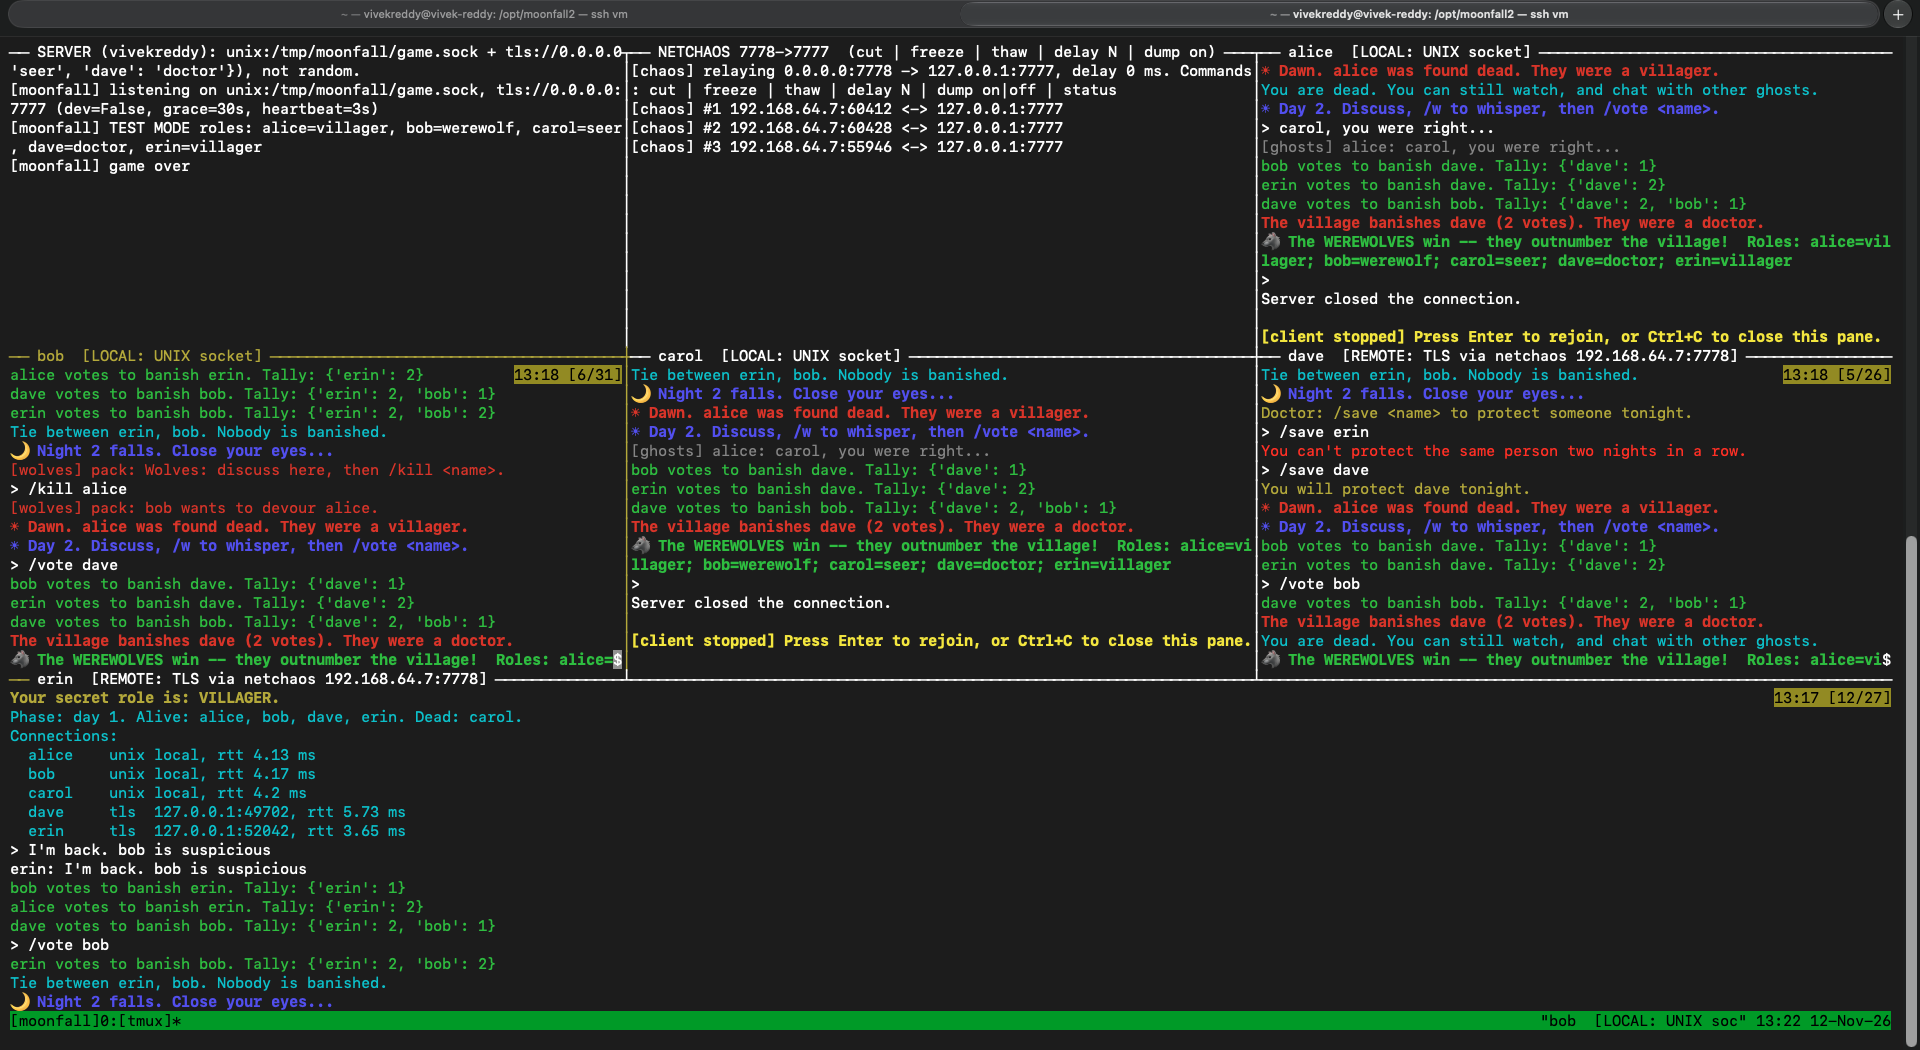 ~ — vivekreddy@vivek-reddy: /opt/moonfall2 — ssh vm
~ — vivekreddy@vivek-reddy: /opt/moonfall2 — ssh vm
+
── SERVER (vivekreddy): unix:/tmp/moonfall/game.sock + tls://0.0.0.0
'seer', 'dave': 'doctor'}), not random.
[moonfall] listening on unix:/tmp/moonfall/game.sock, tls://0.0.0.0:
7777 (dev=False, grace=30s, heartbeat=3s)
[moonfall] TEST MODE roles: alice=villager, bob=werewolf, carol=seer
, dave=doctor, erin=villager
[moonfall] game over
── NETCHAOS 7778->7777  (cut | freeze | thaw | delay N | dump on) ──
[chaos] relaying 0.0.0.0:7778 -> 127.0.0.1:7777, delay 0 ms. Commands
: cut | freeze | thaw | delay N | dump on|off | status
[chaos] #1 192.168.64.7:60412 <-> 127.0.0.1:7777
[chaos] #2 192.168.64.7:60428 <-> 127.0.0.1:7777
[chaos] #3 192.168.64.7:55946 <-> 127.0.0.1:7777
── alice  [LOCAL: UNIX socket] ──
☀ Dawn. alice was found dead. They were a villager.
You are dead. You can still watch, and chat with other ghosts.
☀ Day 2. Discuss, /w to whisper, then /vote <name>.
> carol, you were right...
[ghosts] alice: carol, you were right...
bob votes to banish dave. Tally: {'dave': 1}
erin votes to banish dave. Tally: {'dave': 2}
dave votes to banish bob. Tally: {'dave': 2, 'bob': 1}
The village banishes dave (2 votes). They were a doctor.
🐺 The WEREWOLVES win -- they outnumber the village!  Roles: alice=vil
lager; bob=werewolf; carol=seer; dave=doctor; erin=villager
>
Server closed the connection.
[client stopped] Press Enter to rejoin, or Ctrl+C to close this pane.
── bob  [LOCAL: UNIX socket] ──
alice votes to banish erin. Tally: {'erin': 2} 13:18 [6/31]
dave votes to banish bob. Tally: {'erin': 2, 'bob': 1}
erin votes to banish bob. Tally: {'erin': 2, 'bob': 2}
Tie between erin, bob. Nobody is banished.
🌙 Night 2 falls. Close your eyes...
[wolves] pack: Wolves: discuss here, then /kill <name>.
> /kill alice
[wolves] pack: bob wants to devour alice.
☀ Dawn. alice was found dead. They were a villager.
☀ Day 2. Discuss, /w to whisper, then /vote <name>.
> /vote dave
bob votes to banish dave. Tally: {'dave': 1}
erin votes to banish dave. Tally: {'dave': 2}
dave votes to banish bob. Tally: {'dave': 2, 'bob': 1}
The village banishes dave (2 votes). They were a doctor.
🐺 The WEREWOLVES win -- they outnumber the village!  Roles: alice=$
── carol  [LOCAL: UNIX socket] ──
Tie between erin, bob. Nobody is banished.
🌙 Night 2 falls. Close your eyes...
☀ Dawn. alice was found dead. They were a villager.
☀ Day 2. Discuss, /w to whisper, then /vote <name>.
[ghosts] alice: carol, you were right...
bob votes to banish dave. Tally: {'dave': 1}
erin votes to banish dave. Tally: {'dave': 2}
dave votes to banish bob. Tally: {'dave': 2, 'bob': 1}
The village banishes dave (2 votes). They were a doctor.
🐺 The WEREWOLVES win -- they outnumber the village!  Roles: alice=vi
llager; bob=werewolf; carol=seer; dave=doctor; erin=villager
>
Server closed the connection.
[client stopped] Press Enter to rejoin, or Ctrl+C to close this pane.
── dave  [REMOTE: TLS via netchaos 192.168.64.7:7778] ──
Tie between erin, bob. Nobody is banished. 13:18 [5/26]
🌙 Night 2 falls. Close your eyes...
Doctor: /save <name> to protect someone tonight.
> /save erin
You can't protect the same person two nights in a row.
> /save dave
You will protect dave tonight.
☀ Dawn. alice was found dead. They were a villager.
☀ Day 2. Discuss, /w to whisper, then /vote <name>.
bob votes to banish dave. Tally: {'dave': 1}
erin votes to banish dave. Tally: {'dave': 2}
> /vote bob
dave votes to banish bob. Tally: {'dave': 2, 'bob': 1}
The village banishes dave (2 votes). They were a doctor.
You are dead. You can still watch, and chat with other ghosts.
🐺 The WEREWOLVES win -- they outnumber the village!  Roles: alice=vi$
── erin  [REMOTE: TLS via netchaos 192.168.64.7:7778] ──
Your secret role is: VILLAGER. 13:17 [12/27]
Phase: day 1. Alive: alice, bob, dave, erin. Dead: carol.
Connections:
  alice    unix local, rtt 4.13 ms
  bob      unix local, rtt 4.17 ms
  carol    unix local, rtt 4.2 ms
  dave     tls  127.0.0.1:49702, rtt 5.73 ms
  erin     tls  127.0.0.1:52042, rtt 3.65 ms
> I'm back. bob is suspicious
erin: I'm back. bob is suspicious
bob votes to banish erin. Tally: {'erin': 1}
alice votes to banish erin. Tally: {'erin': 2}
dave votes to banish bob. Tally: {'erin': 2, 'bob': 1}
> /vote bob
erin votes to banish bob. Tally: {'erin': 2, 'bob': 2}
Tie between erin, bob. Nobody is banished.
🌙 Night 2 falls. Close your eyes...
[moonfall]0:[tmux]* "bob  [LOCAL: UNIX soc" 13:22 12-Nov-26